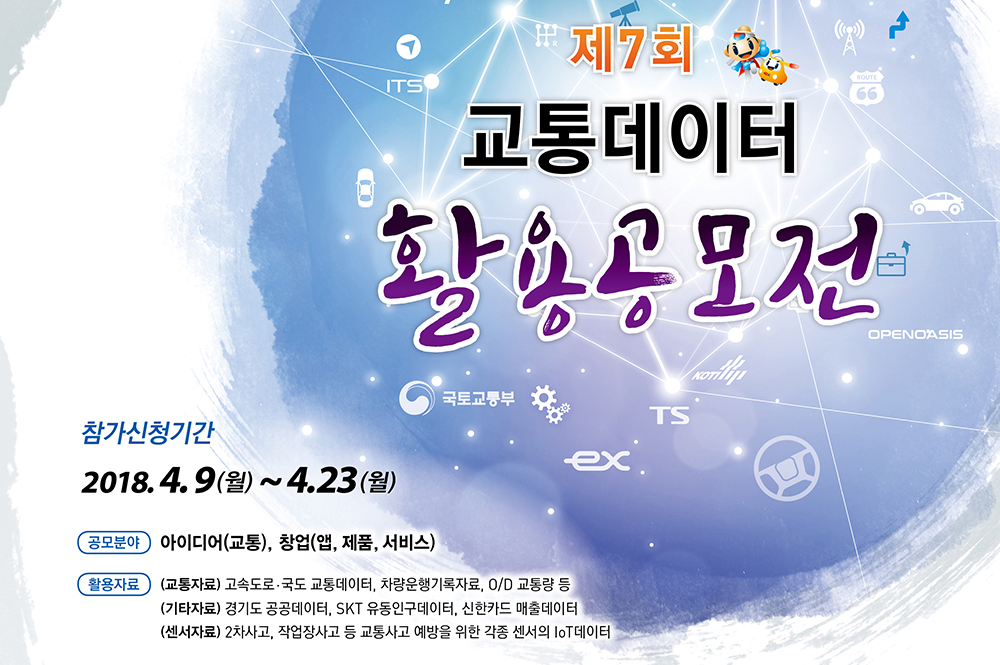 제7회
ITS
ROUTE
66
교통데이터
활용공모전
OPENOASIS
KOTI
국토교통부
TS
ex
참가신청기간
2018. 4. 9(월) ~ 4.23(월)
공모분야 아이디어(교통), 창업(앱, 제품, 서비스)
활용자료 (교통자료) 고속도로·국도 교통데이터, 차량운행기록자료, O/D 교통량 등
(기타자료) 경기도 공공데이터, SKT 유동인구데이터, 신한카드 매출데이터
(센서자료) 2차사고, 작업장사고 등 교통사고 예방을 위한 각종 센서의 IoT데이터